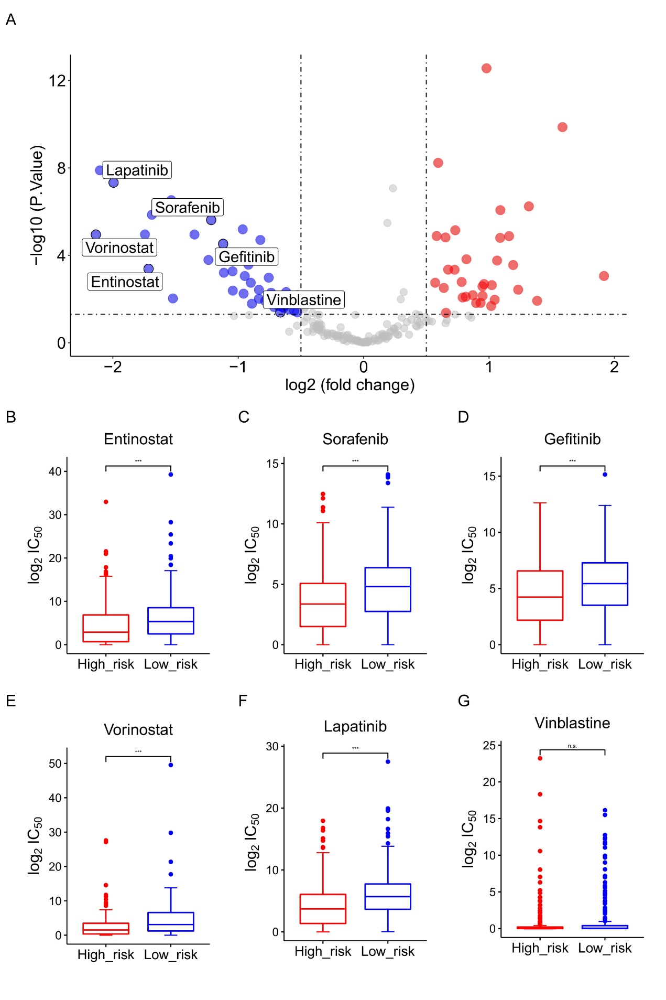 A
−log10 (P.Value)
12
8
4
0
Lapatinib
Sorafenib
Vorinostat
Gefitinib
Entinostat
Vinblastine
−2 −1 0 1 2
log2 (fold change)
B
Entinostat
***
log2 IC50
40
30
20
10
0
High_risk Low_risk
C
Sorafenib
***
log2 IC50
15
10
5
0
High_risk Low_risk
D
Gefitinib
***
log2 IC50
15
10
5
0
High_risk Low_risk
E
Vorinostat
***
log2 IC50
50
40
30
20
10
0
High_risk Low_risk
F
Lapatinib
***
log2 IC50
30
20
10
0
High_risk Low_risk
G
Vinblastine
n.s.
log2 IC50
25
20
15
10
5
0
High_risk Low_risk